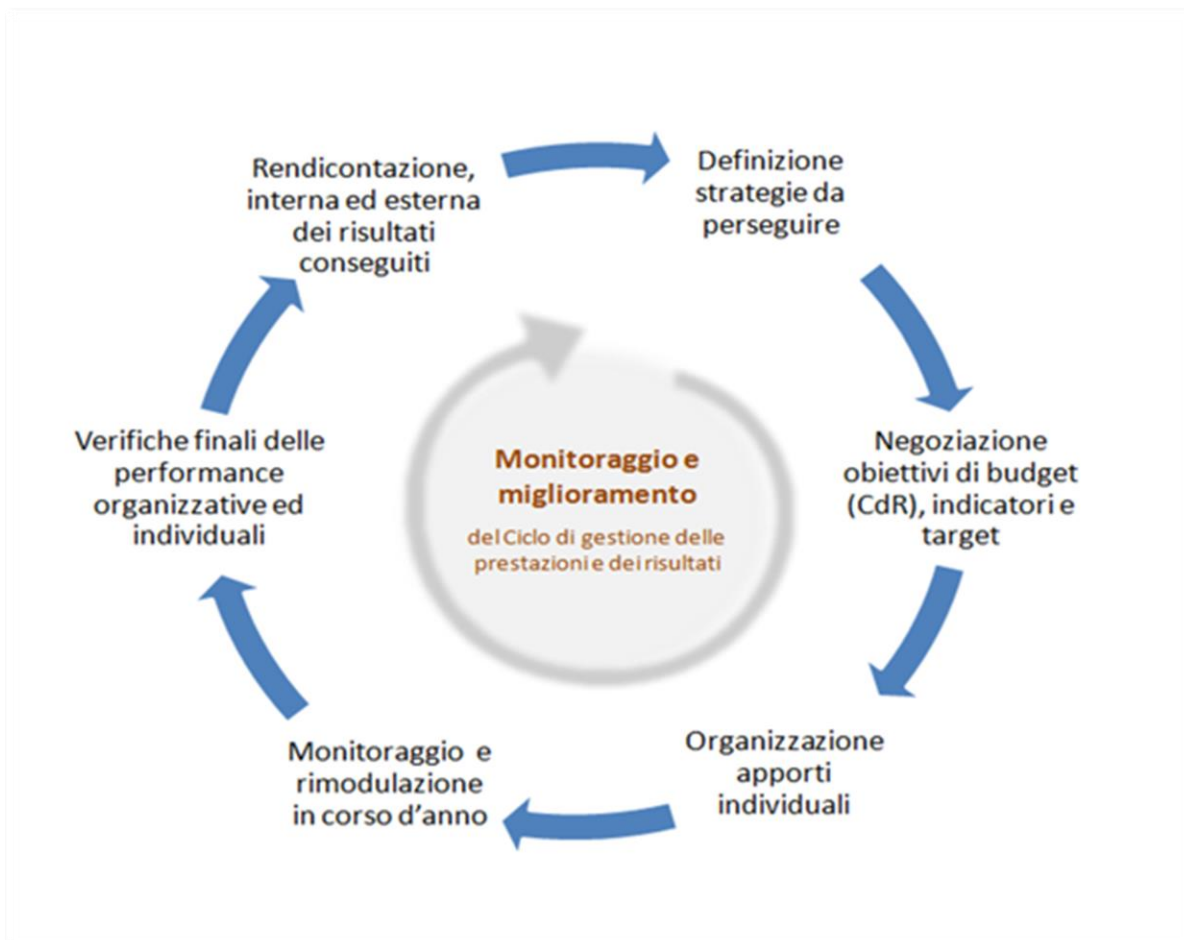 Rendicontazione,
interna ed esterna
dei risultati
conseguiti
Definizione
strategie da
perseguire
Negoziazione
obiettivi di budget
(CdR), indicatori e
target
Organizzazione
apporti
individuali
Monitoraggio e
rimodulazione
in corso d'anno
Verifiche finali delle
performance
organizzative ed
individuali
Monitoraggio e
miglioramento
del Ciclo di gestione delle
prestazioni e dei risultati